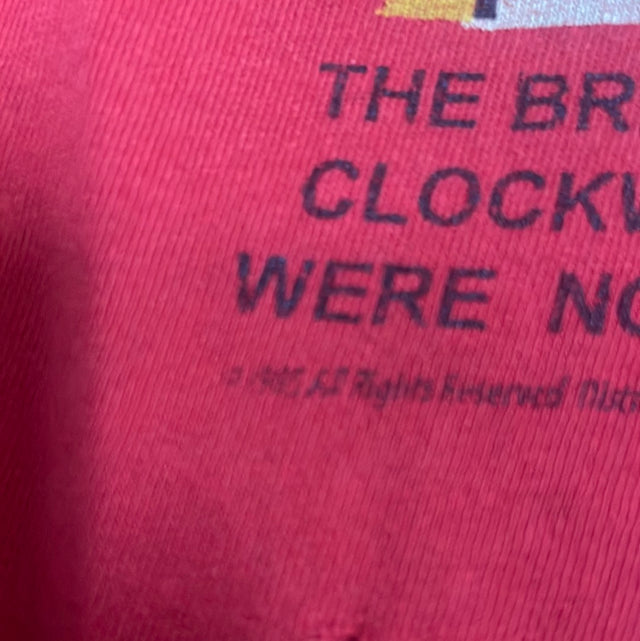 THE BR
CLOCKW
WERE NO
All Rights Reserved